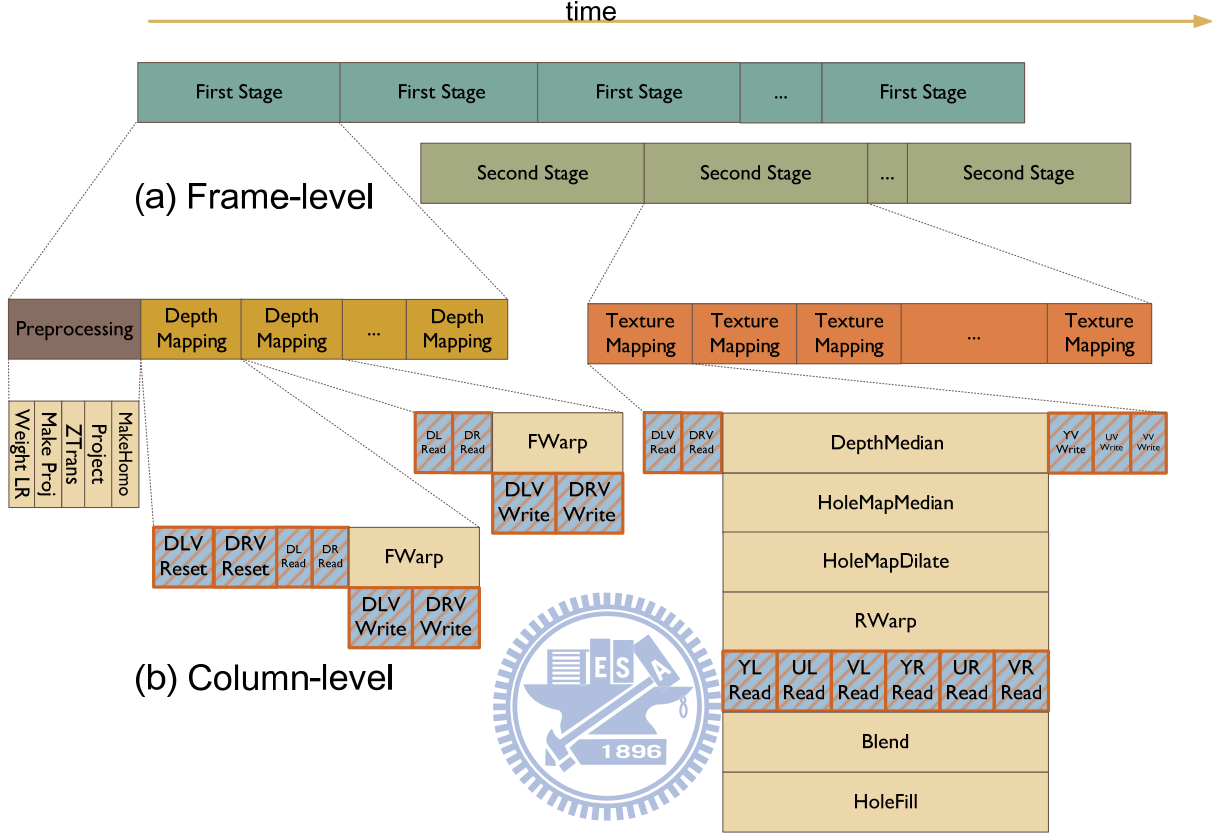 time
First Stage
First Stage
First Stage
...
First Stage
Second Stage
Second Stage
...
Second Stage
(a) Frame-level
Preprocessing
Depth
Mapping
Depth
Mapping
...
Depth
Mapping
Texture
Mapping
Texture
Mapping
Texture
Mapping
...
Texture
Mapping
Weight LR
Make Proj
ZTrans
Project
MakeHomo
DL
Read
DR
Read
FWarp
DLV
Write
DRV
Write
DLV
Reset
DRV
Reset
DL
Read
DR
Read
FWarp
DLV
Write
DRV
Write
(b) Column-level
DLV
Read
DRV
Read
DepthMedian
YV
Write
UV
Write
VV
Write
HoleMapMedian
HoleMapDilate
RWarp
YL
Read
UL
Read
VL
Read
YR
Read
UR
Read
VR
Read
Blend
HoleFill
E S A
1896